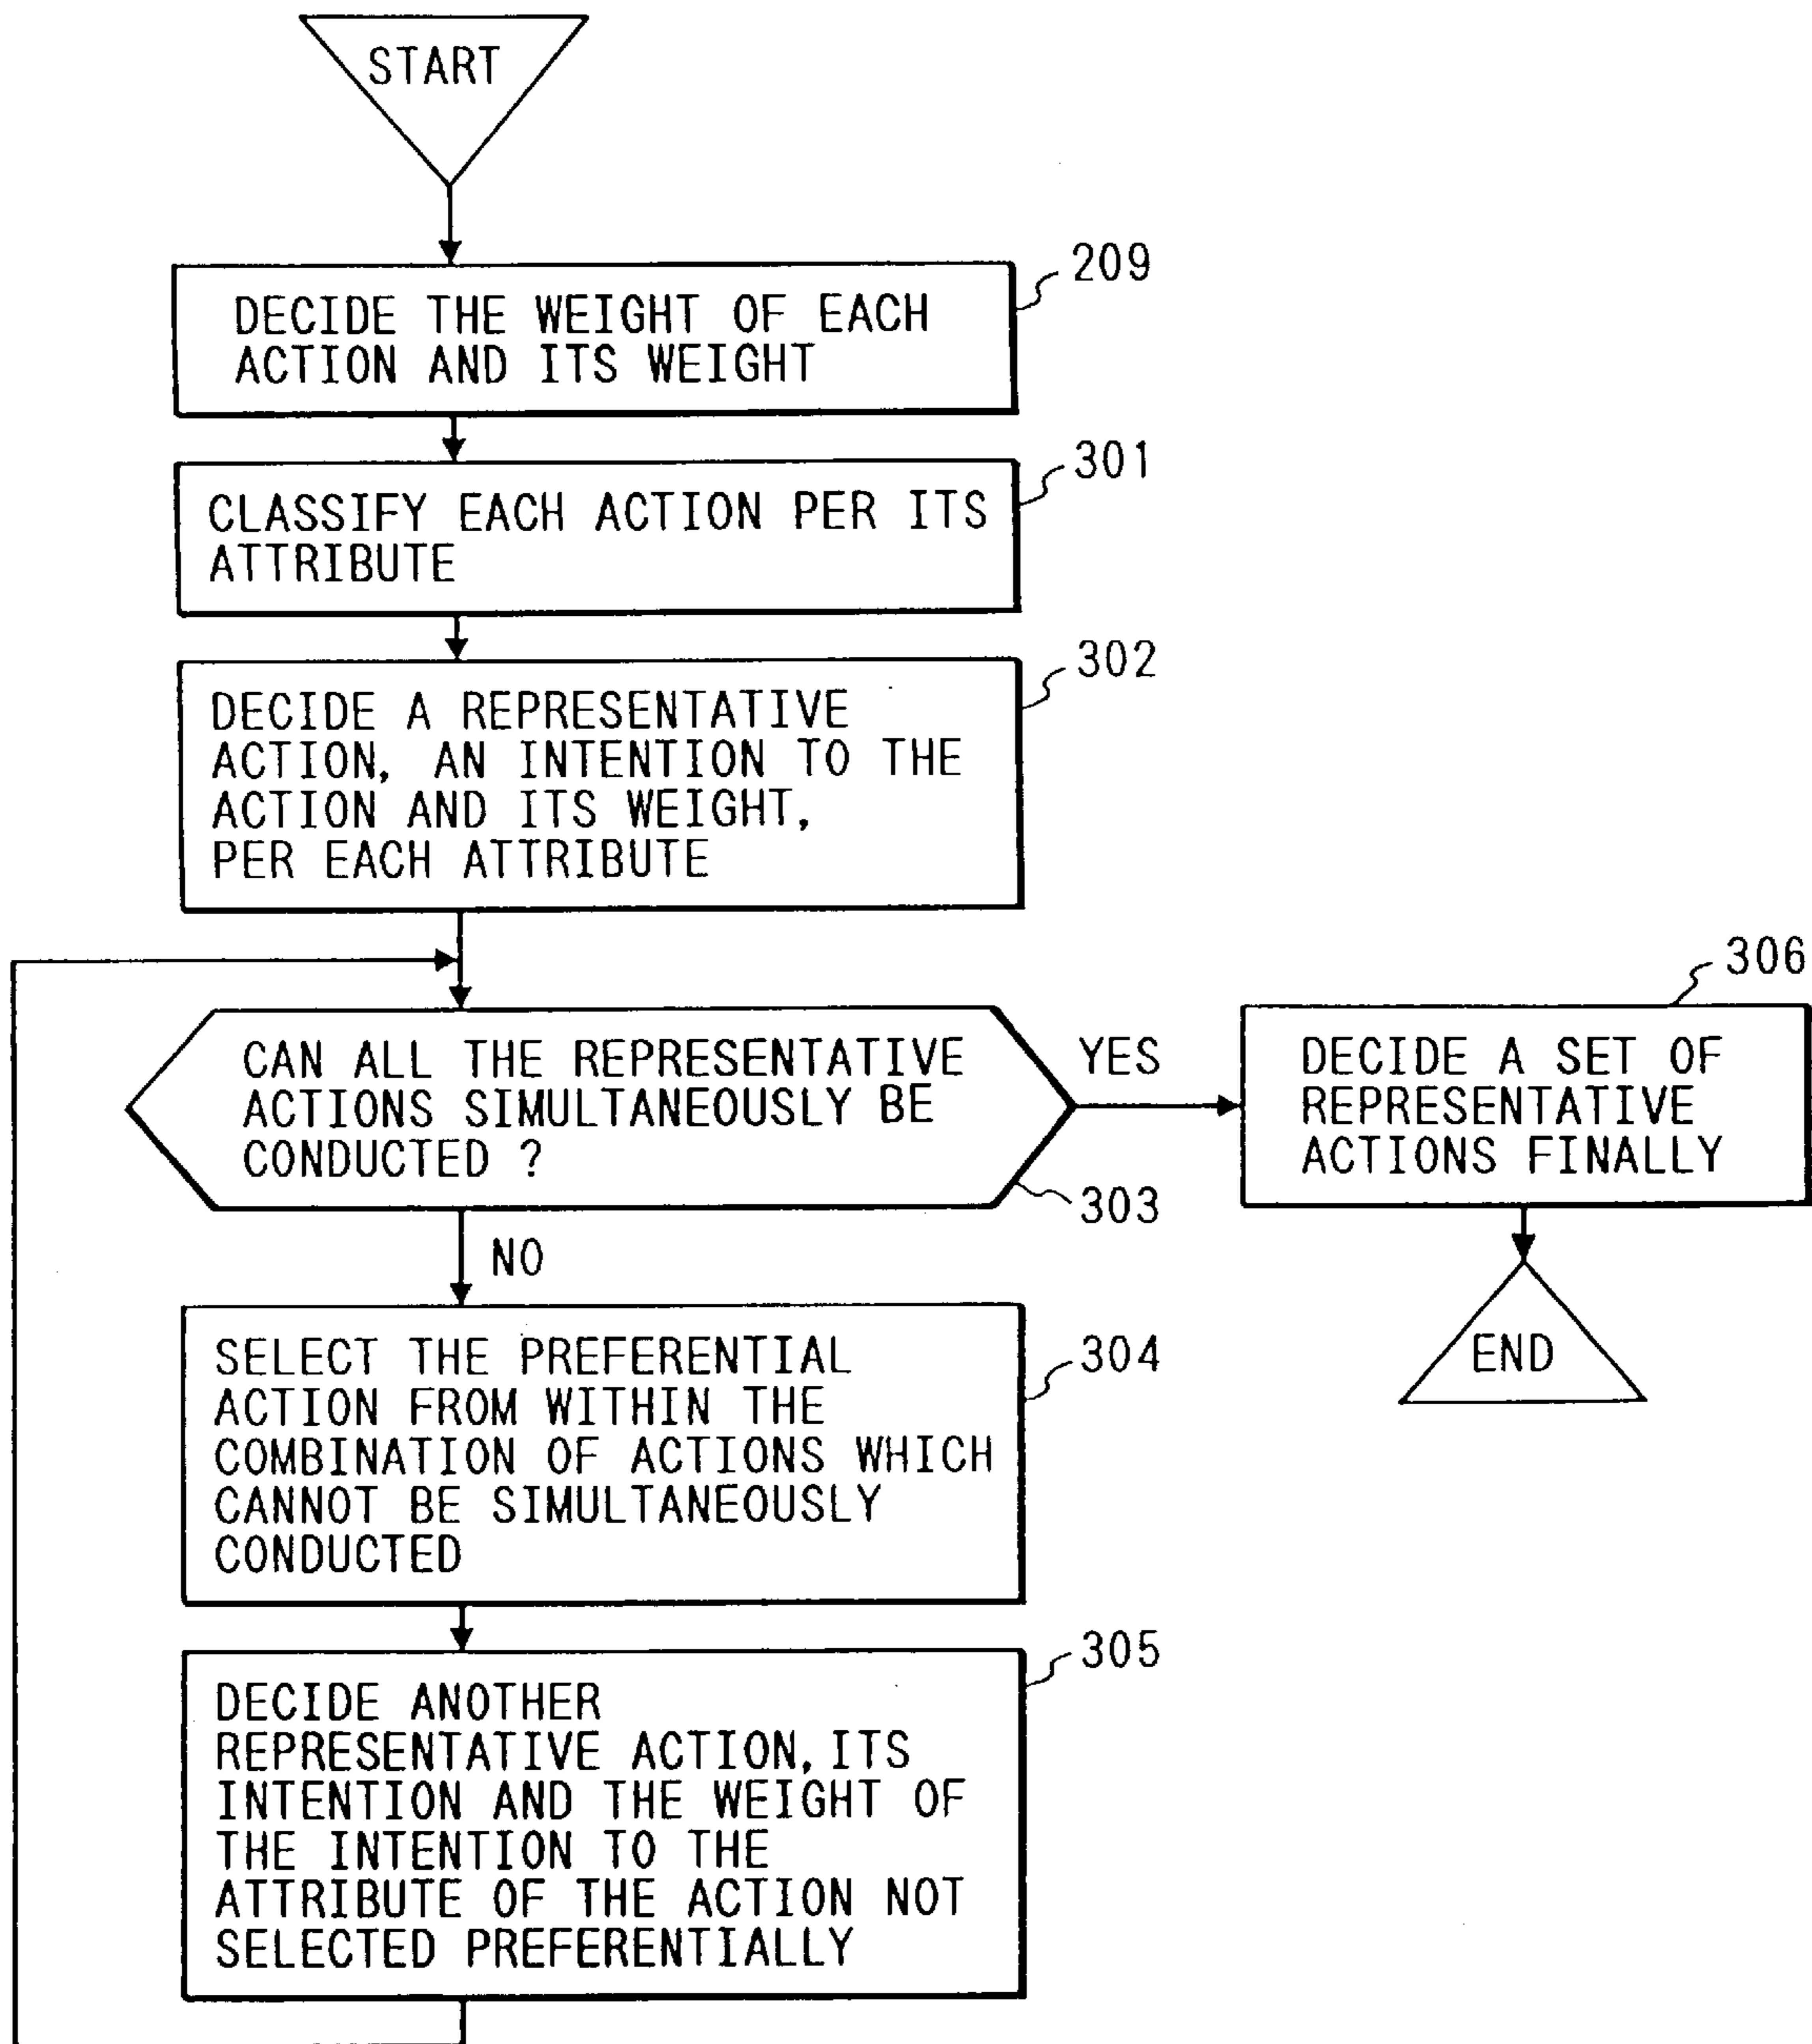 START
209
DECIDE THE WEIGHT OF EACH
ACTION AND ITS WEIGHT
301
CLASSIFY EACH ACTION PER ITS
ATTRIBUTE
302
DECIDE A REPRESENTATIVE
ACTION, AN INTENTION TO THE
ACTION AND ITS WEIGHT,
PER EACH ATTRIBUTE
CAN ALL THE REPRESENTATIVE
ACTIONS SIMULTANEOUSLY BE
CONDUCTED ?
303
YES
306
DECIDE A SET OF
REPRESENTATIVE
ACTIONS FINALLY
END
NO
304
SELECT THE PREFERENTIAL
ACTION FROM WITHIN THE
COMBINATION OF ACTIONS WHICH
CANNOT BE SIMULTANEOUSLY
CONDUCTED
305
DECIDE ANOTHER
REPRESENTATIVE ACTION, ITS
INTENTION AND THE WEIGHT OF
THE INTENTION TO THE
ATTRIBUTE OF THE ACTION NOT
SELECTED PREFERENTIALLY